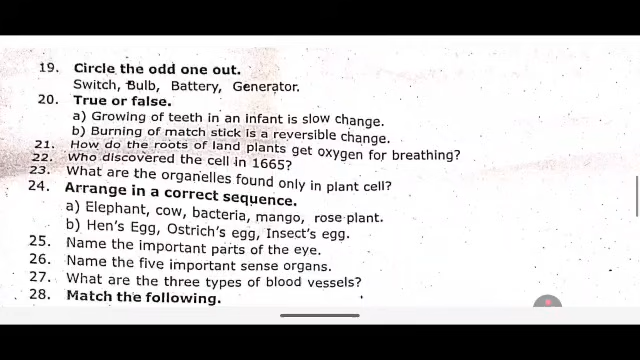 19. Circle the odd one out.
Switch, Bulb, Battery, Generator.
20. True or false.
a) Growing of teeth in an infant is slow change.
b) Burning of match stick is a reversible change.
21. How do the roots of land plants get oxygen for breathing?
22. Who discovered the cell in 1665?
23. What are the organelles found only in plant cell?
24. Arrange in a correct sequence.
a) Elephant, cow, bacteria, mango, rose plant.
b) Hen's Egg, Ostrich's egg, Insect's egg.
25. Name the important parts of the eye.
26. Name the five important sense organs.
27. What are the three types of blood vessels?
28. Match the following.